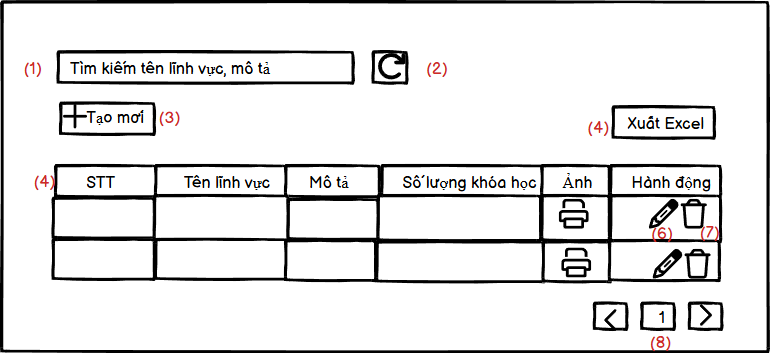 (1) Tìm kiếm tên lĩnh vực, mô tả (2)
Tạo mới (3) (4) Xuất Excel
(4) STT Tên lĩnh vực Mô tả Số lượng khóa học Ảnh Hành động
(6) (7)
1
(8)